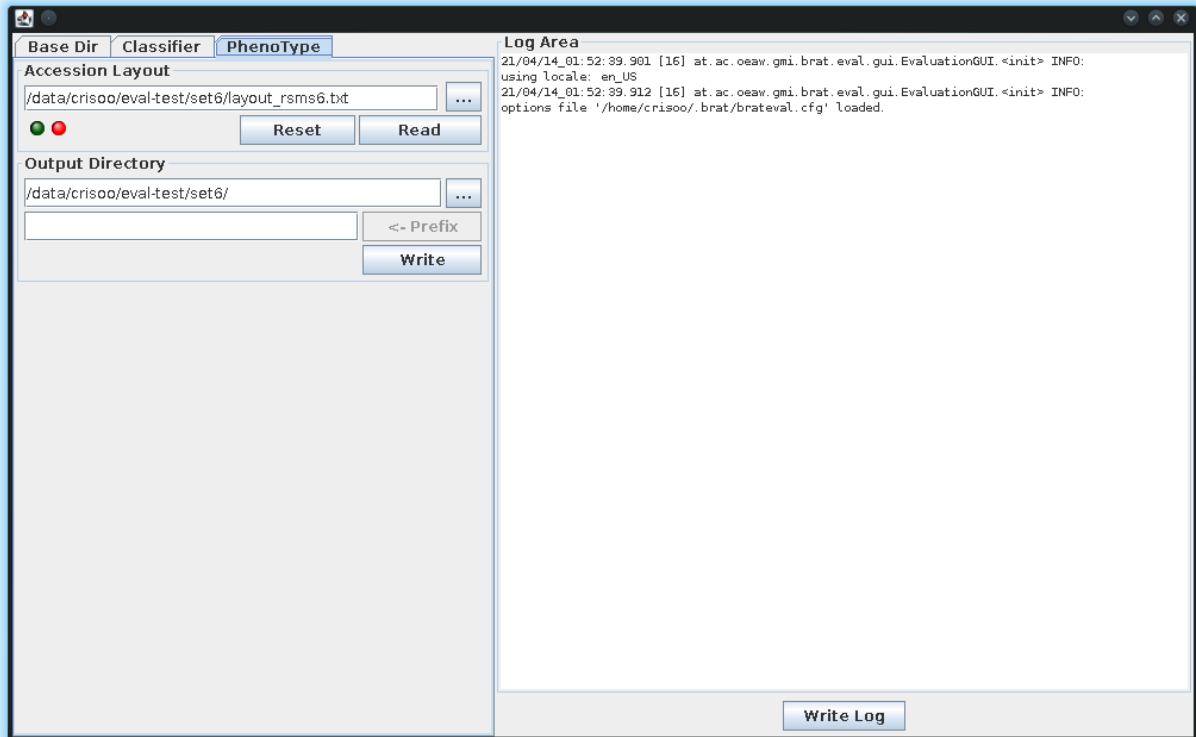 Base Dir Classifier PhenoType
Accession Layout
/data/crisoo/eval-test/set6/layout_rsms6.txt ...
Reset Read
Output Directory
/data/crisoo/eval-test/set6/ ...
<- Prefix
Write
Log Area
21/04/14_01:52:39.901 [16] at.ac.oeaw.gmi.brat.eval.gui.EvaluationGUI.<init> INFO:
using locale: en_US
21/04/14_01:52:39.912 [16] at.ac.oeaw.gmi.brat.eval.gui.EvaluationGUI.<init> INFO:
options file '/home/crisoo/.brat/brateval.cfg' loaded.
Write Log